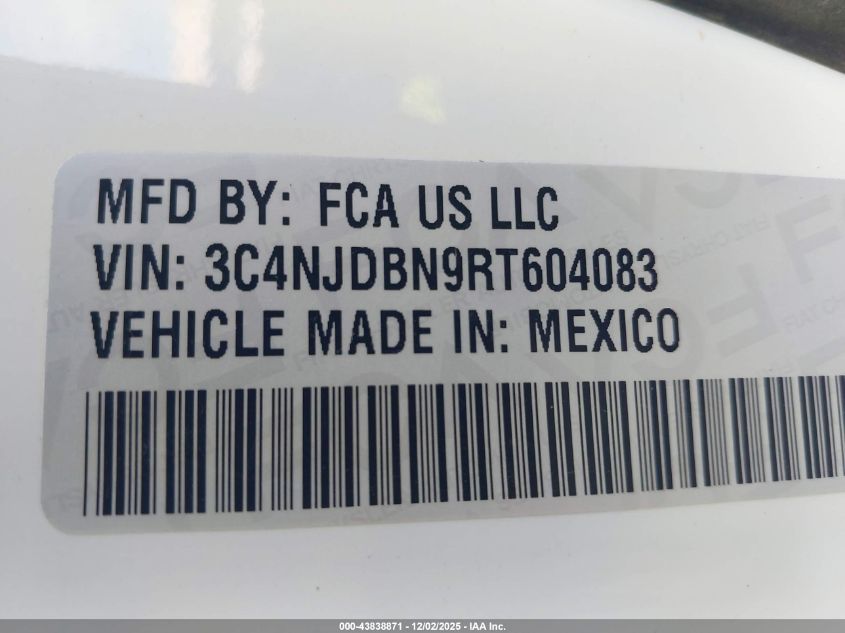 MFD BY: FCA US LLC
VIN: 3C4NJDBN9RT604083
VEHICLE MADE IN: MEXICO
000-43838871 - 12/02/2025 - IAA Inc.